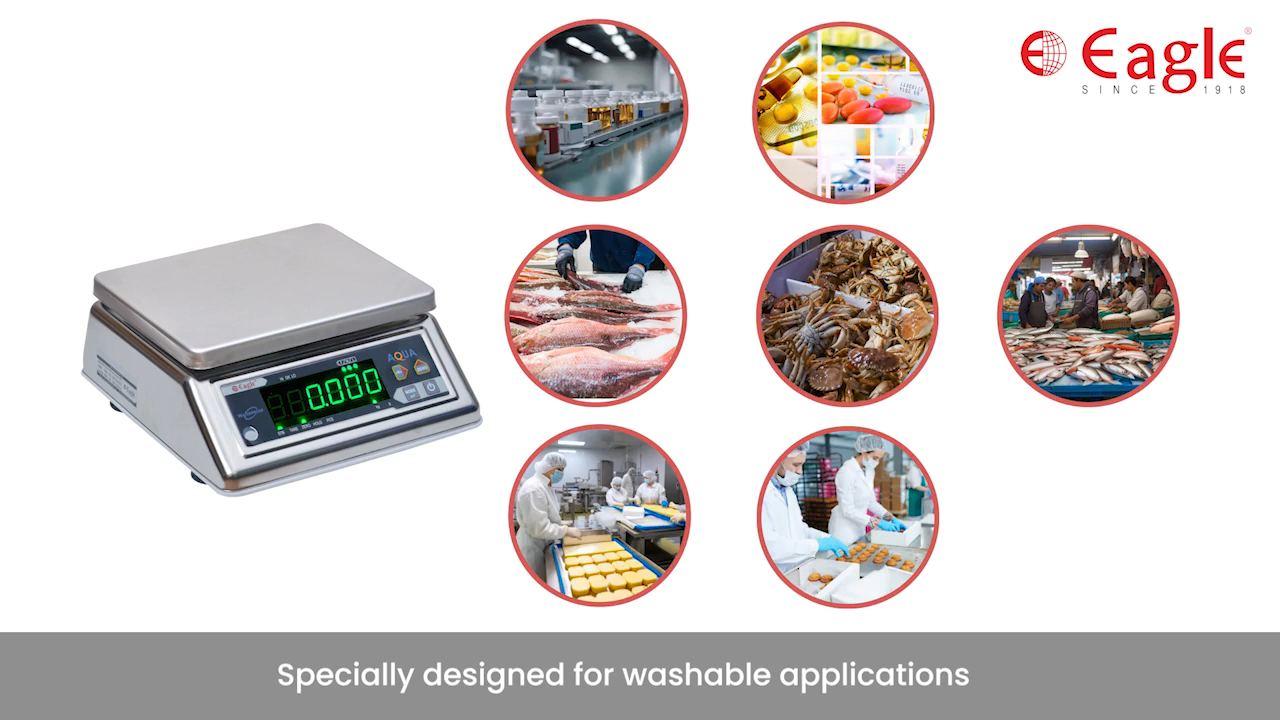 Eagle®
SINCE 1918
AQUA
Eagle
0.000
Specially designed for washable applications